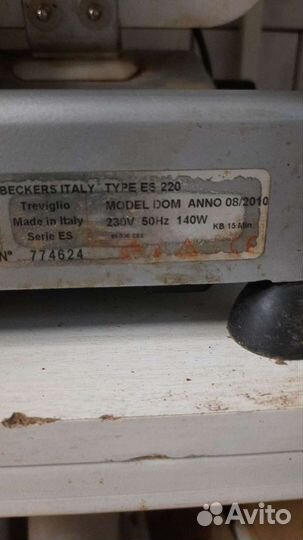 BECKERS ITALY TYPE ES 220
Treviglio MODEL DOM ANNO 08/2010
Made in Italy 230V 50Hz 140W KB 15 Min
Serie ES
N° 774624
Avito